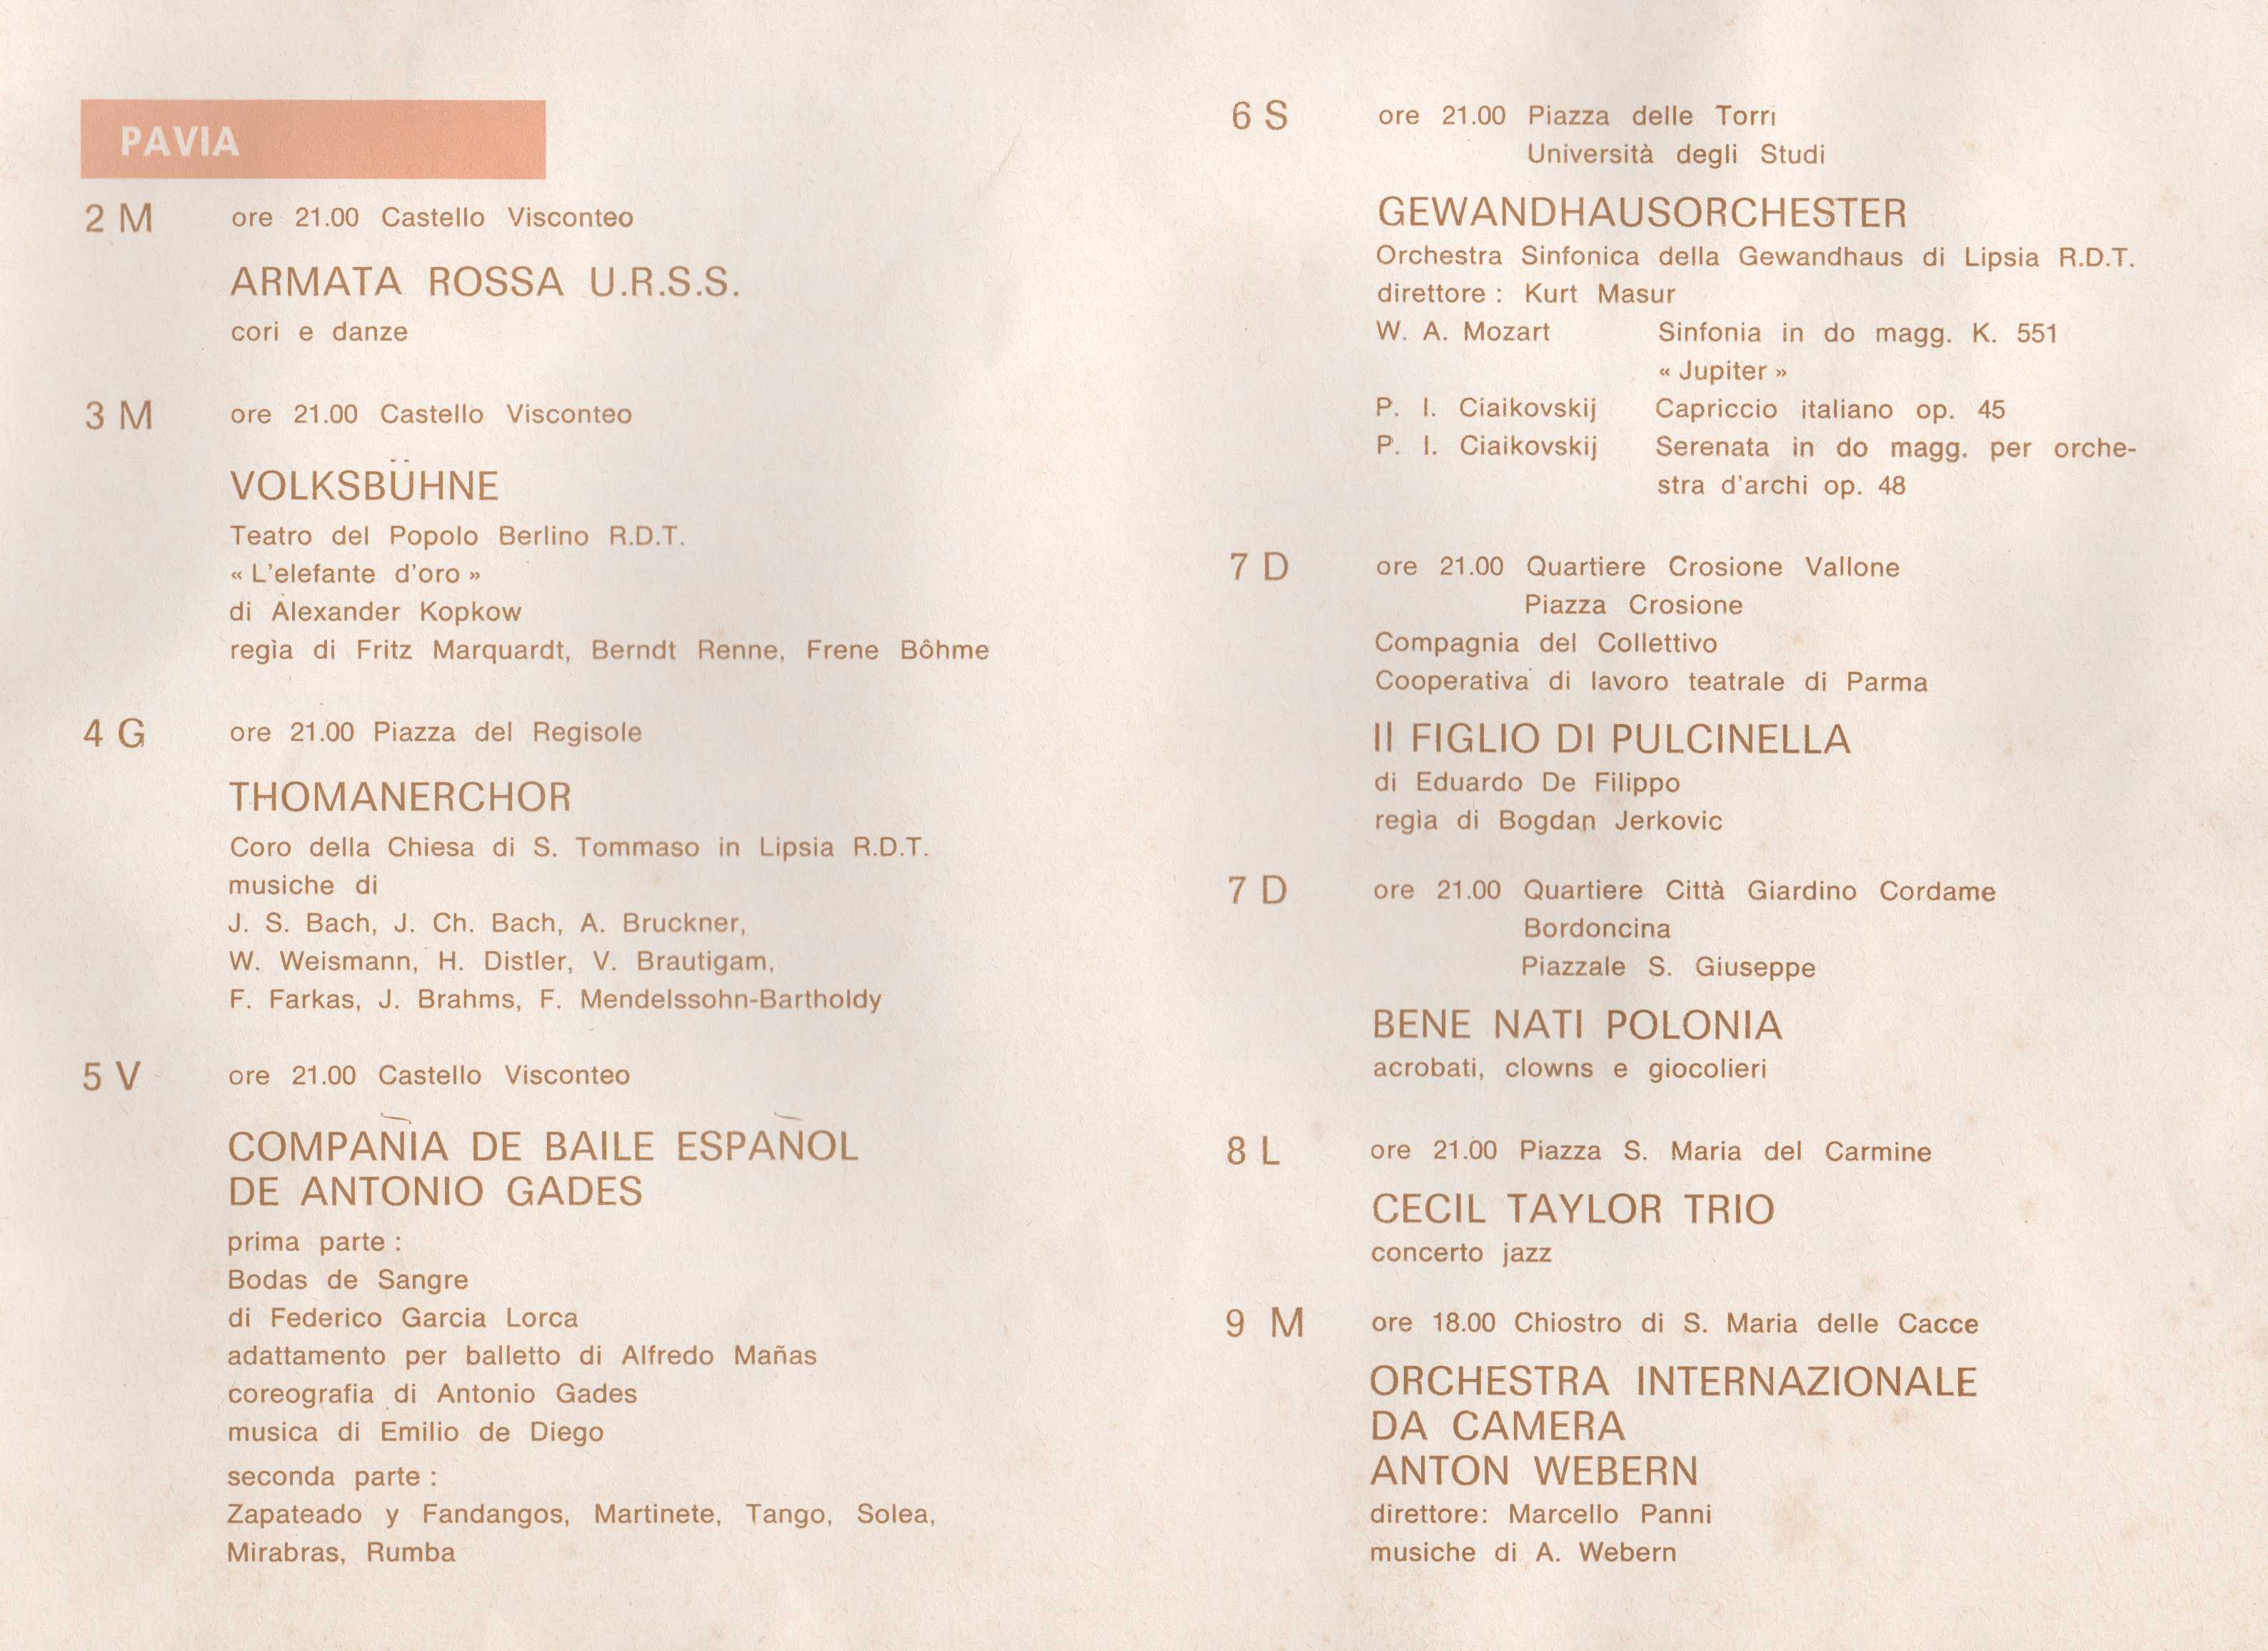 PAVIA
2 M ore 21.00 Castello Visconteo
ARMATA ROSSA U.R.S.S.
cori e danze
3 M ore 21.00 Castello Visconteo
VOLKSBÜHNE
Teatro del Popolo Berlino R.D.T.
« L'elefante d'oro »
di Alexander Kopkow
regìa di Fritz Marquardt, Berndt Renne, Frene Bôhme
4 G ore 21.00 Piazza del Regisole
THOMANERCHOR
Coro della Chiesa di S. Tommaso in Lipsia R.D.T.
musiche di
J. S. Bach, J. Ch. Bach, A. Bruckner,
W. Weismann, H. Distler, V. Brautigam,
F. Farkas, J. Brahms, F. Mendelssohn-Bartholdy
5 V ore 21.00 Castello Visconteo
COMPAÑIA DE BAILE ESPAÑOL
DE ANTONIO GADES
prima parte :
Bodas de Sangre
di Federico Garcia Lorca
adattamento per balletto di Alfredo Mañas
coreografia di Antonio Gades
musica di Emilio de Diego
seconda parte :
Zapateado y Fandangos, Martinete, Tango, Solea,
Mirabras, Rumba
6 S ore 21.00 Piazza delle Torri
Università degli Studi
GEWANDHAUSORCHESTER
Orchestra Sinfonica della Gewandhaus di Lipsia R.D.T.
direttore : Kurt Masur
W. A. Mozart Sinfonia in do magg. K. 551
« Jupiter »
P. I. Ciaikovskij Capriccio italiano op. 45
P. I. Ciaikovskij Serenata in do magg. per orche-
stra d'archi op. 48
7 D ore 21.00 Quartiere Crosione Vallone
Piazza Crosione
Compagnia del Collettivo
Cooperativa di lavoro teatrale di Parma
Il FIGLIO DI PULCINELLA
di Eduardo De Filippo
regìa di Bogdan Jerkovic
7 D ore 21.00 Quartiere Città Giardino Cordame
Bordoncina
Piazzale S. Giuseppe
BENE NATI POLONIA
acrobati, clowns e giocolieri
8 L ore 21.00 Piazza S. Maria del Carmine
CECIL TAYLOR TRIO
concerto jazz
9 M ore 18.00 Chiostro di S. Maria delle Cacce
ORCHESTRA INTERNAZIONALE
DA CAMERA
ANTON WEBERN
direttore: Marcello Panni
musiche di A. Webern